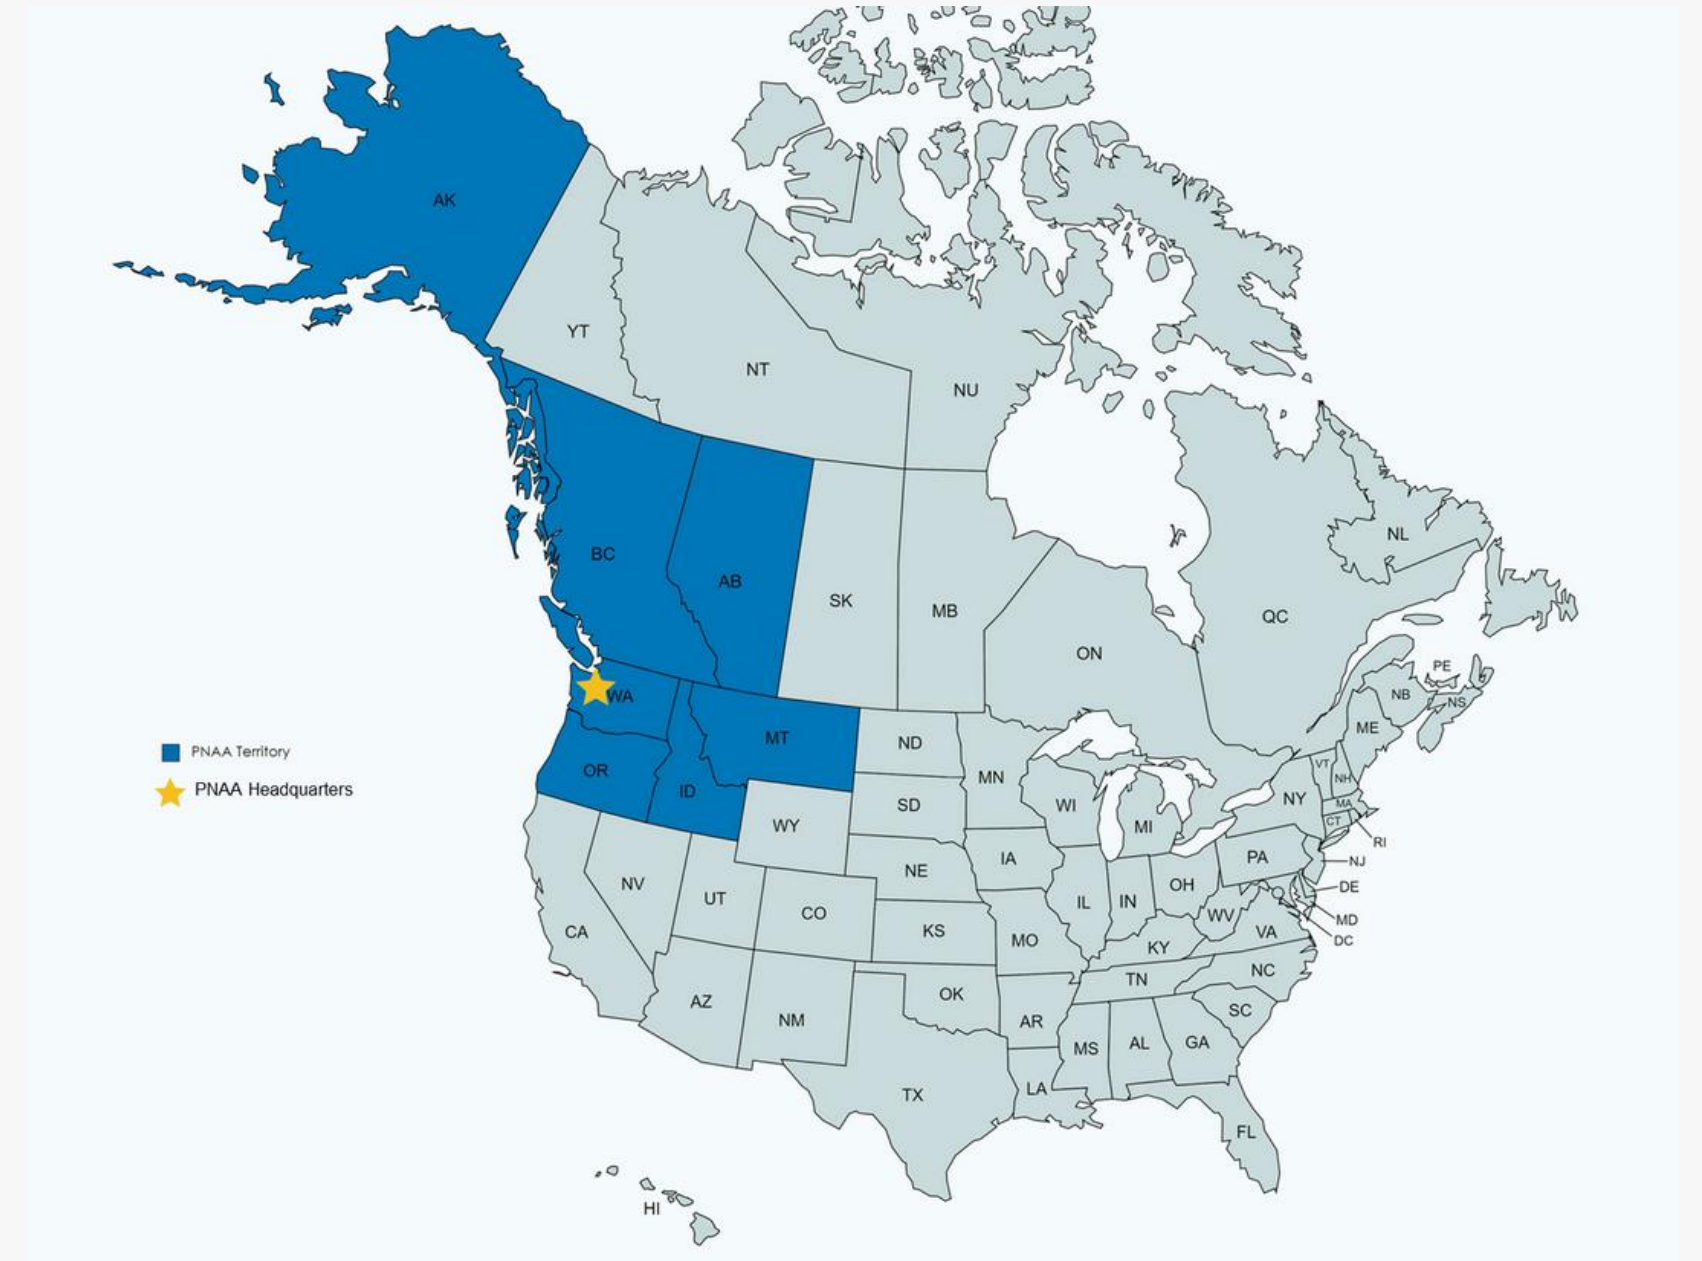 AK
YT
NT
NU
BC
AB
SK
MB
ON
QC
NL
PE
NB
NS
WA
MT
OR
ID
PNAA Territory
PNAA Headquarters
ND
MN
SD
WI
MI
WY
NE
IA
NY
VT
NH
ME
MA
CT
RI
PA
NJ
DE
MD
DC
NV
UT
CO
KS
MO
IL
IN
OH
WV
VA
KY
CA
AZ
NM
OK
AR
TN
NC
SC
MS
AL
GA
TX
LA
FL
HI